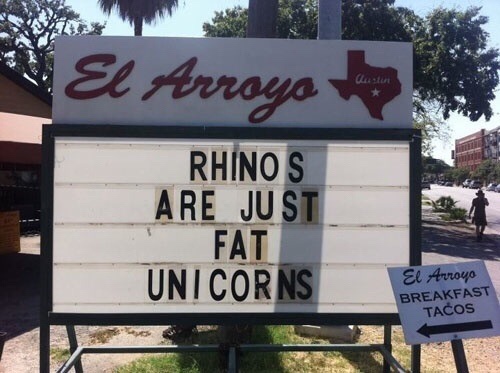 El Arroyo
Austin
RHINOS
ARE JUST
FAT
UNICORNS
El Arroyo
BREAKFAST
TACOS